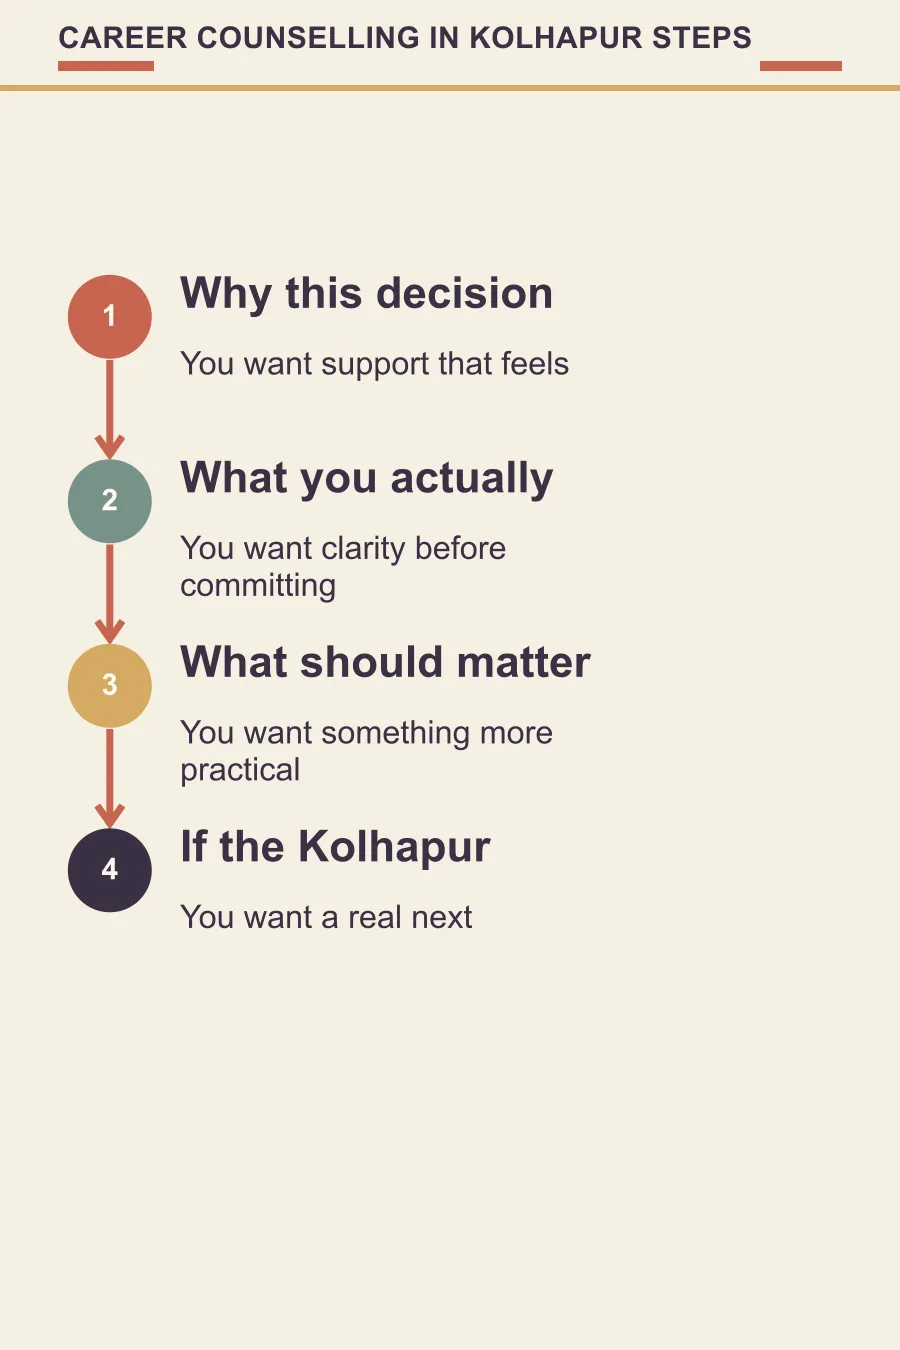 CAREER COUNSELLING IN KOLHAPUR STEPS
1
Why this decision
You want support that feels
2
What you actually
You want clarity before
committing
3
What should matter
You want something more
practical
4
If the Kolhapur
You want a real next